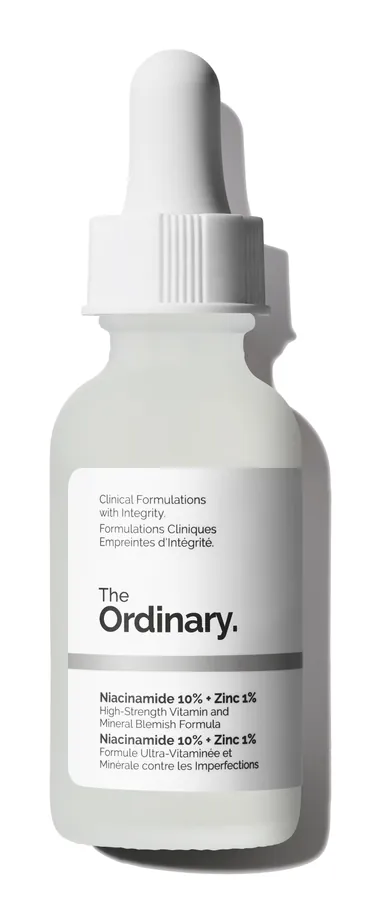 Clinical Formulations
with Integrity.
Formulations Cliniques
Empreintes d'Intégrité.
The
Ordinary.
Niacinamide 10% + Zinc 1%
High-Strength Vitamin and
Mineral Blemish Formula
Niacinamide 10% + Zinc 1%
Formule Ultra-Vitaminée et
Minérale contre les Imperfections